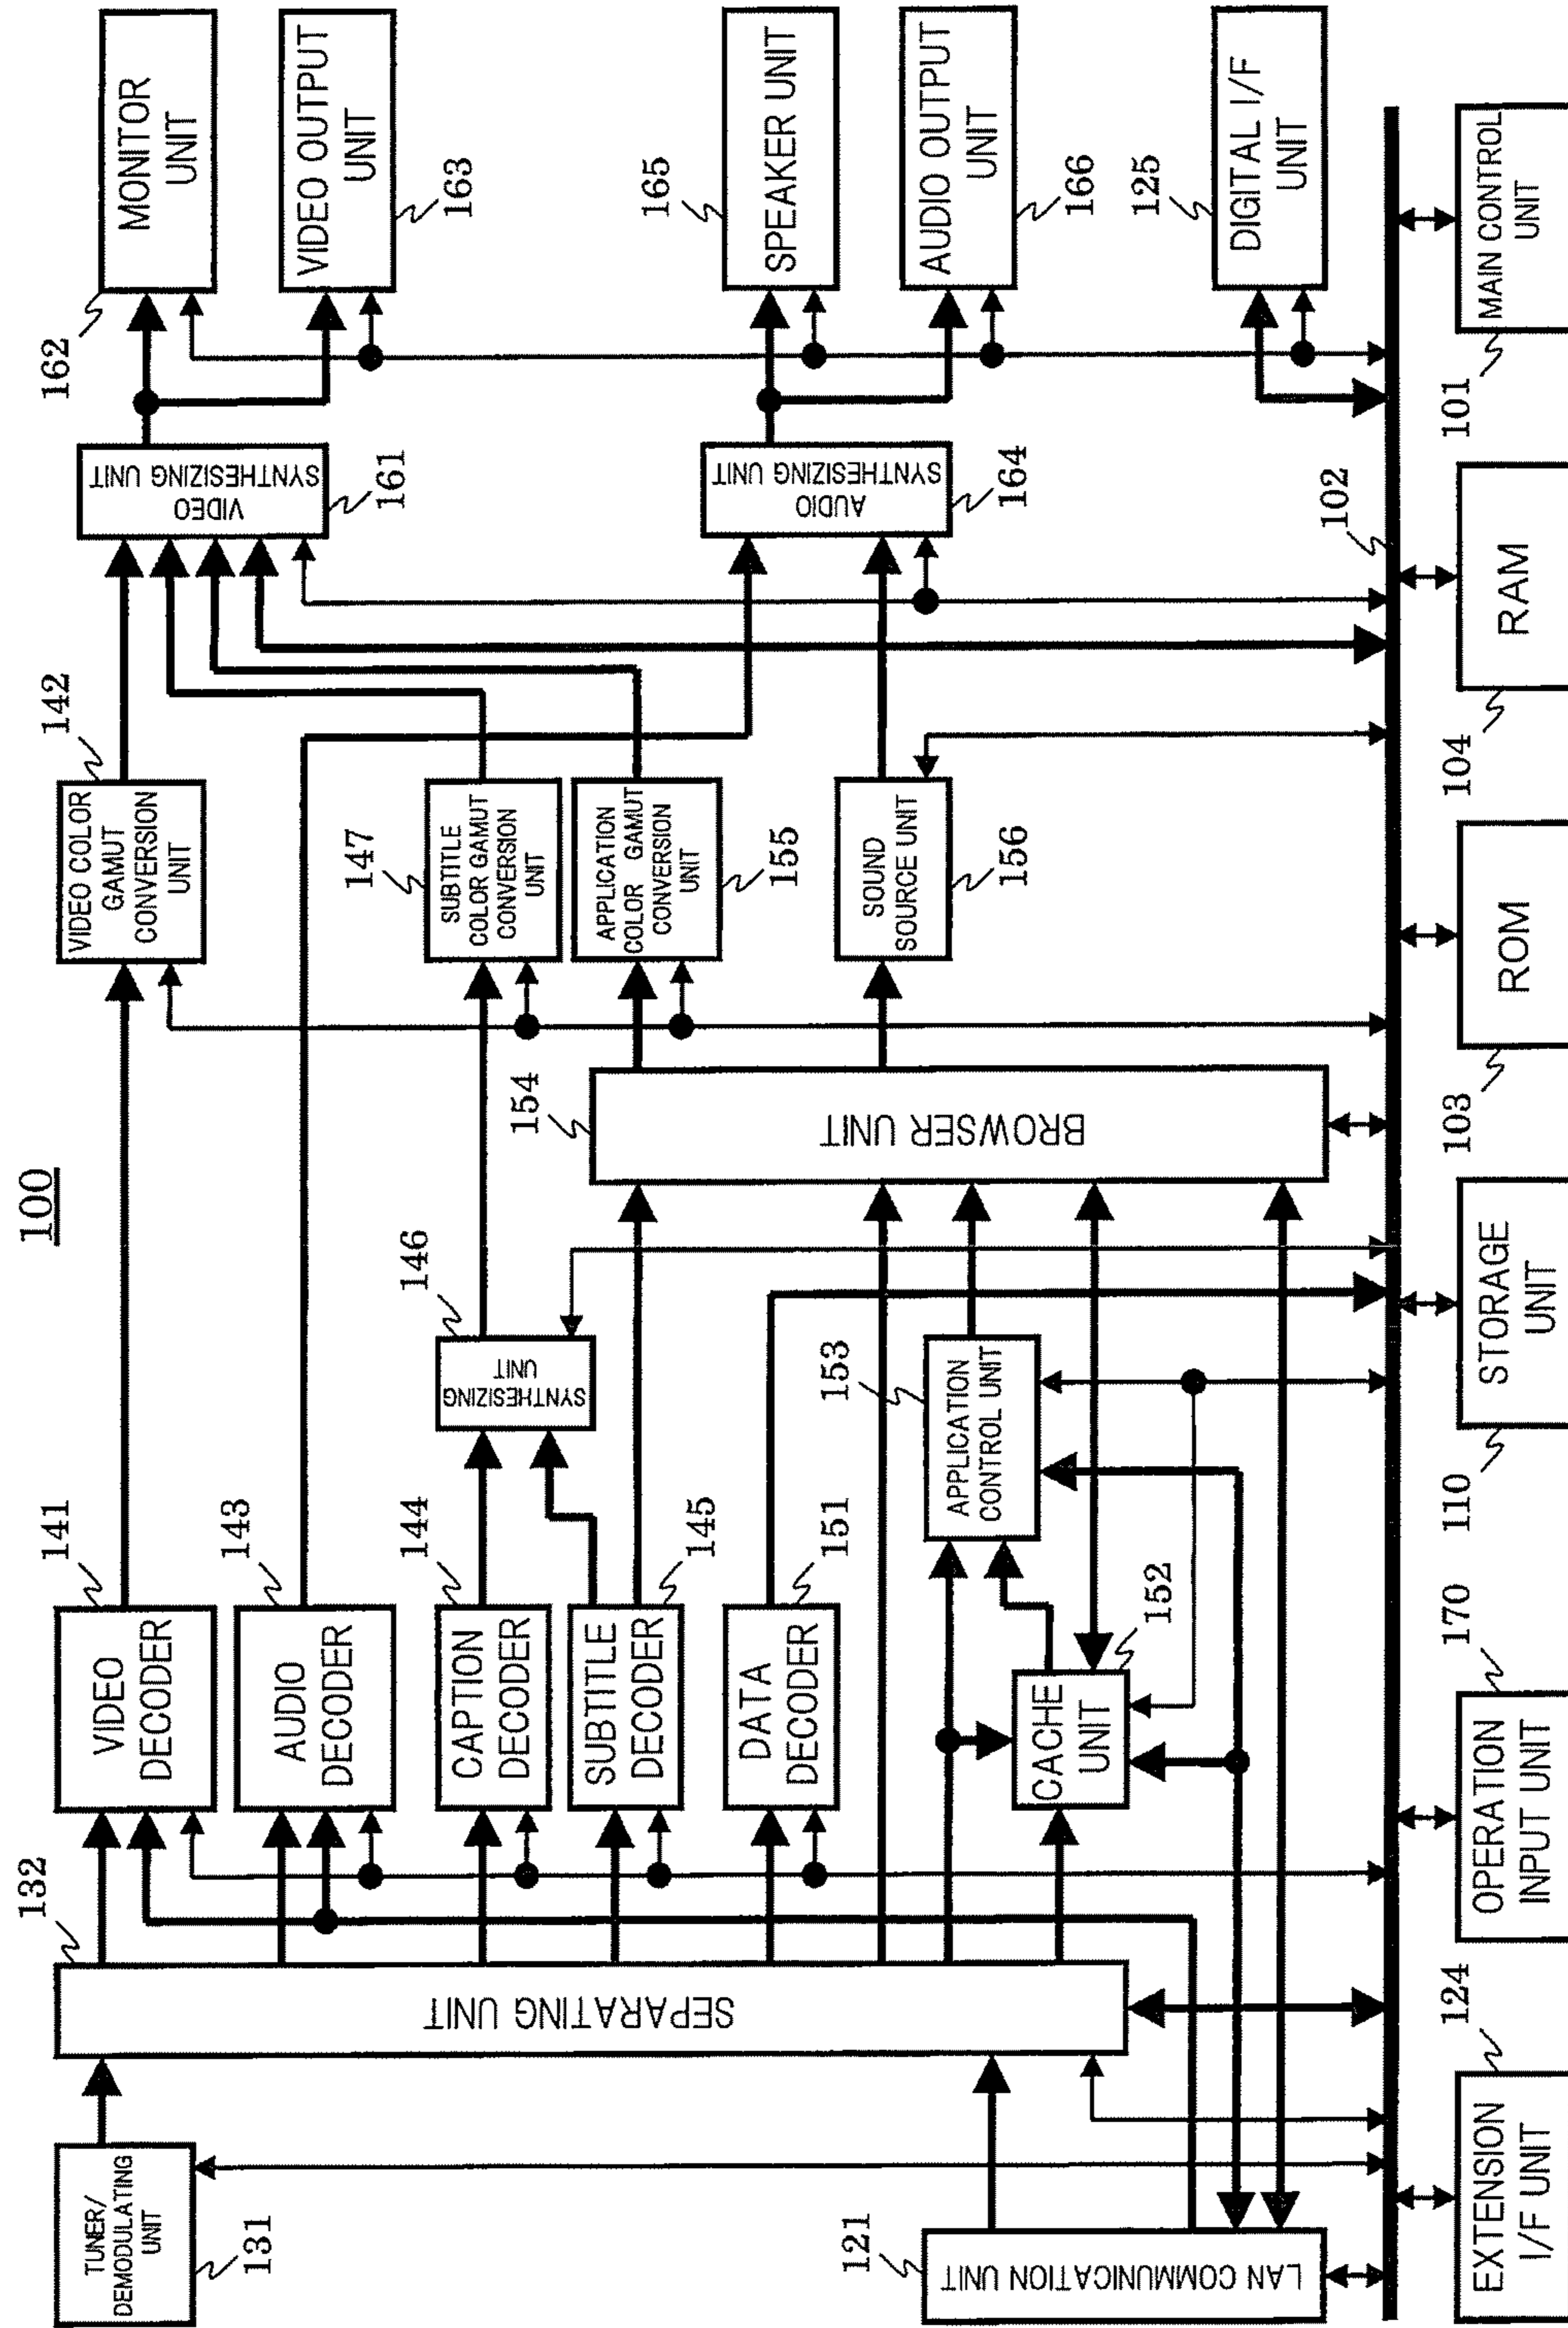 100
TUNER/
DEMODULATING
UNIT
131
LAN COMMUNICATION UNIT
121
SEPARATING UNIT
132
VIDEO
DECODER
141
AUDIO
DECODER
143
CAPTION
DECODER
144
SUBTITLE
DECODER
145
DATA
DECODER
151
CACHE
UNIT
152
SYNTHESIZING
UNIT
146
APPLICATION
CONTROL UNIT
153
BROWSER UNIT
154
VIDEO COLOR
GAMUT
CONVERSION
UNIT
142
SUBTITLE
COLOR GAMUT
CONVERSION
UNIT
147
APPLICATION
COLOR GAMUT
CONVERSION
UNIT
155
SOUND
SOURCE UNIT
156
VIDEO
SYNTHESIZING UNIT
161
AUDIO
SYNTHESIZING UNIT
164
MONITOR
UNIT
162
VIDEO OUTPUT
UNIT
163
SPEAKER UNIT
165
AUDIO OUTPUT
UNIT
166
DIGITAL I/F
UNIT
125
102
EXTENSION
I/F UNIT
124
OPERATION
INPUT UNIT
170
STORAGE
UNIT
110
ROM
103
RAM
104
MAIN CONTROL
UNIT
101